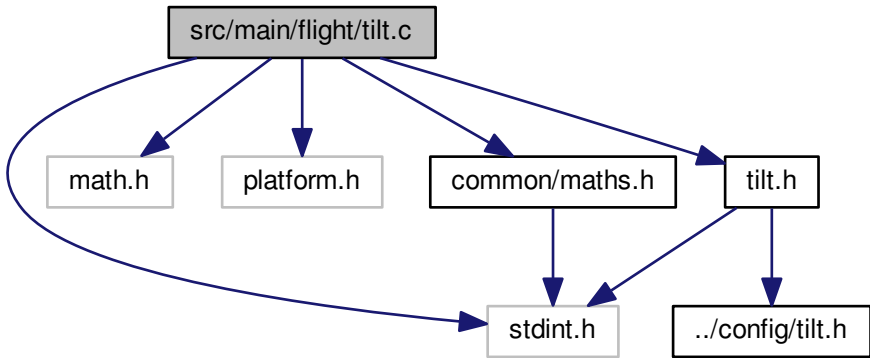 src/main/flight/tilt.c
math.h
platform.h
common/maths.h
tilt.h
stdint.h
../config/tilt.h